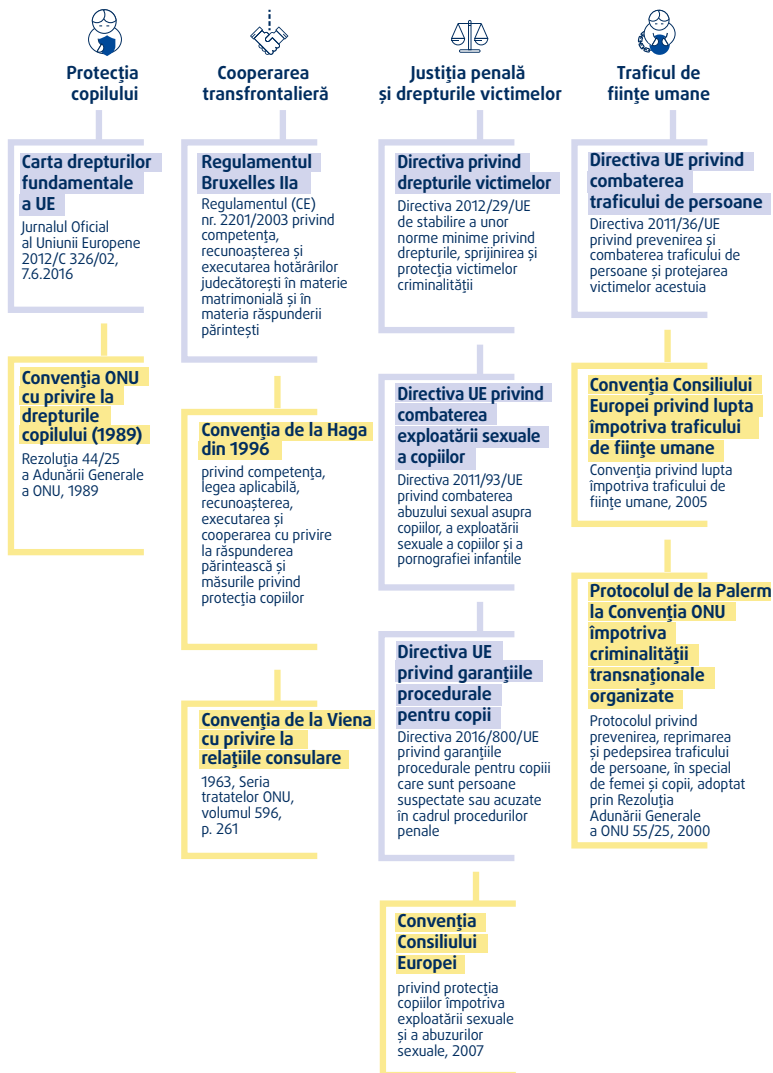 Protecția
copilului
Carta drepturilor
fundamentale
a UE
Jurnalul Oficial
al Uniunii Europene
2012/C 326/02,
7.6.2016
Convenția ONU
cu privire la
drepturile
copilului (1989)
Rezoluția 44/25
a Adunării Generale
a ONU, 1989
Cooperarea
transfrontalieră
Regulamentul
Bruxelles IIa
Regulamentul (CE)
nr. 2201/2003 privind
competența,
recunoașterea și
executarea hotărârilor
judecătorești în materie
matrimonială și în
materia răspunderii
părintești
Convenția de la Haga
din 1996
privind competența,
legea aplicabilă,
recunoașterea,
executarea și
cooperarea cu privire
la răspunderea
părintească și
măsurile privind
protecția copiilor
Convenția de la Viena
cu privire la
relațiile consulare
1963, Seria
tratatelor ONU,
volumul 596,
p. 261
Justiția penală
și drepturile victimelor
Directiva privind
drepturile victimelor
Directiva 2012/29/UE
de stabilire a unor
norme minime privind
drepturile, sprijinirea și
protecția victimelor
criminalității
Directiva UE privind
combaterea
exploatării sexuale
a copiilor
Directiva 2011/93/UE
privind combaterea
abuzului sexual asupra
copiilor, a exploatării
sexuale a copiilor și a
pornografiei infantile
Directiva UE
privind garanțiile
procedurale
pentru copii
Directiva 2016/800/UE
privind garanțiile
procedurale pentru copiii
care sunt persoane
suspectate sau acuzate
în cadrul procedurilor
penale
Convenția
Consiliului
Europei
privind protecția
copiilor împotriva
exploatării sexuale
și a abuzurilor
sexuale, 2007
Traficul de
ființe umane
Directiva UE privind
combaterea
traficului de persoane
Directiva 2011/36/UE
privind prevenirea și
combaterea traficului de
persoane și protejarea
victimelor acestuia
Convenția Consiliului
Europei privind lupta
împotriva traficului
de ființe umane
Convenția privind lupta
împotriva traficului de
ființe umane, 2005
Protocolul de la Palerm
la Convenția ONU
împotriva
criminalității
transnaționale
organizate
Protocolul privind
prevenirea, reprimarea
și pedepsirea traficului
de persoane, în special
de femei și copii, adoptat
prin Rezoluția
Adunării Generale
a ONU 55/25, 2000